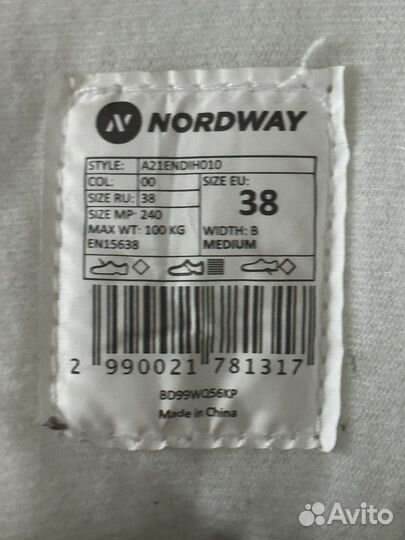 NORDWAY
STYLE: A21ENDIH010
COL: 00
SIZE RU: 38
SIZE MP: 240
MAX WT: 100 KG
EN15638
SIZE EU:
38
WIDTH: B
MEDIUM
2 990021 781317
BD99WQ56KP
Made in China
Avito